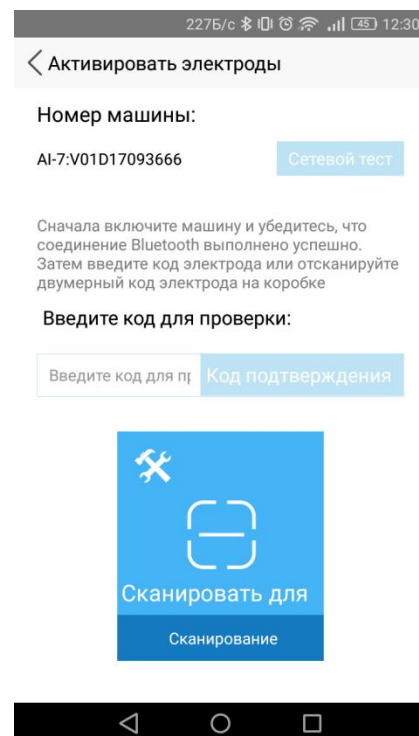 227Б/с 45 12:30
Активировать электроды
Номер машины:
AI-7:V01D17093666 Сетевой тест
Сначала включите машину и убедитесь, что
соединение Bluetooth выполнено успешно.
Затем введите код электрода или отсканируйте
двумерный код электрода на коробке
Введите код для проверки:
Введите код для пр Код подтверждения
Сканировать для
Сканирование